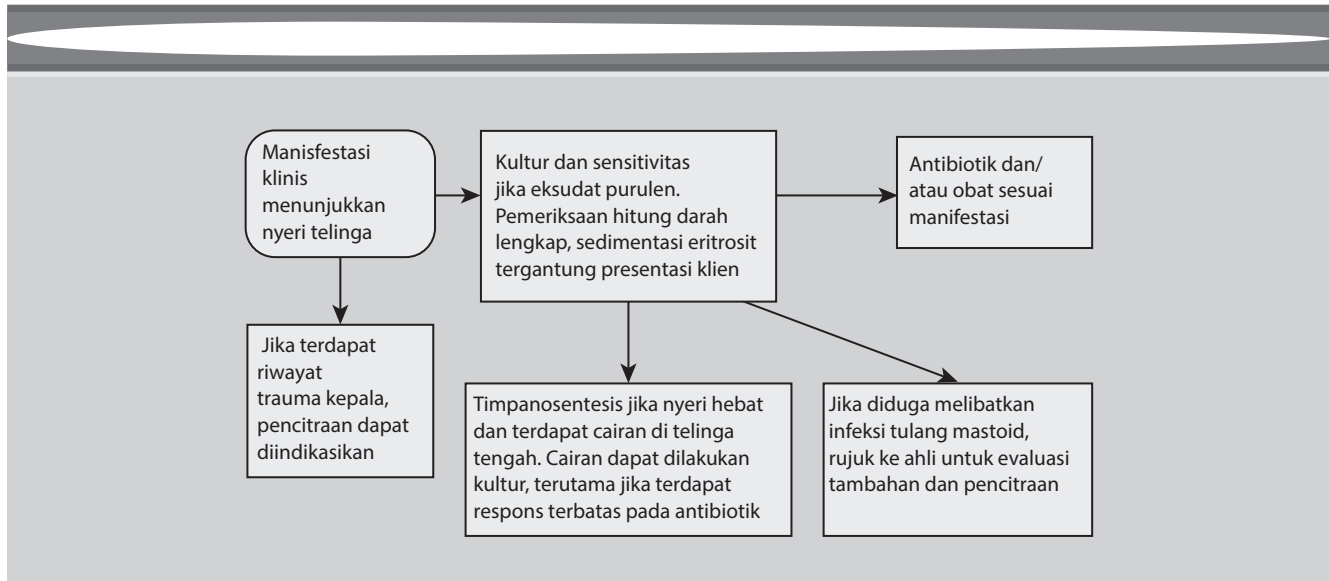 Manisfestasi
klinis
menunjukkan
nyeri telinga
Kultur dan sensitivitas
jika eksudat purulen.
Pemeriksaan hitung darah
lengkap, sedimentasi eritrosit
tergantung presentasi klien
Antibiotik dan/
atau obat sesuai
manifestasi
Jika terdapat
riwayat
trauma kepala,
pencitraan dapat
diindikasikan
Timpanosentesis jika nyeri hebat
dan terdapat cairan di telinga
tengah. Cairan dapat dilakukan
kultur, terutama jika terdapat
respons terbatas pada antibiotik
Jika diduga melibatkan
infeksi tulang mastoid,
rujuk ke ahli untuk evaluasi
tambahan dan pencitraan